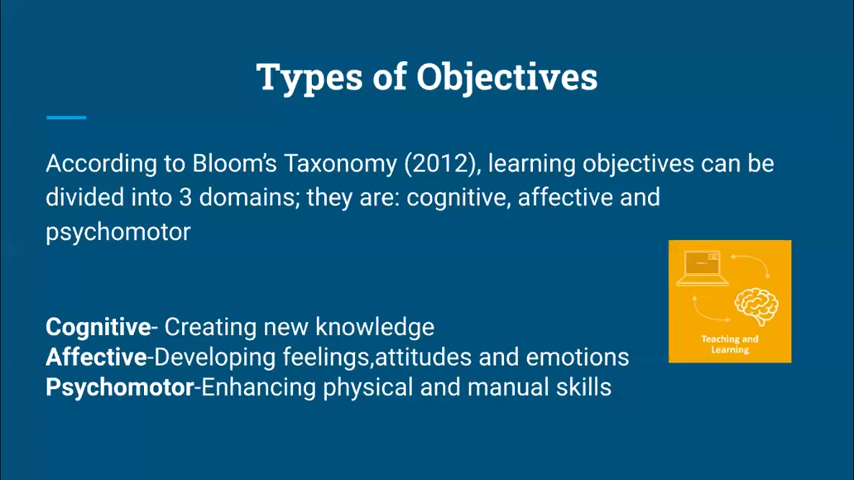 Types of Objectives
According to Bloom's Taxonomy (2012), learning objectives can be
divided into 3 domains; they are: cognitive, affective and
psychomotor
Cognitive- Creating new knowledge
Affective-Developing feelings,attitudes and emotions
Psychomotor-Enhancing physical and manual skills
Teaching and
Learning